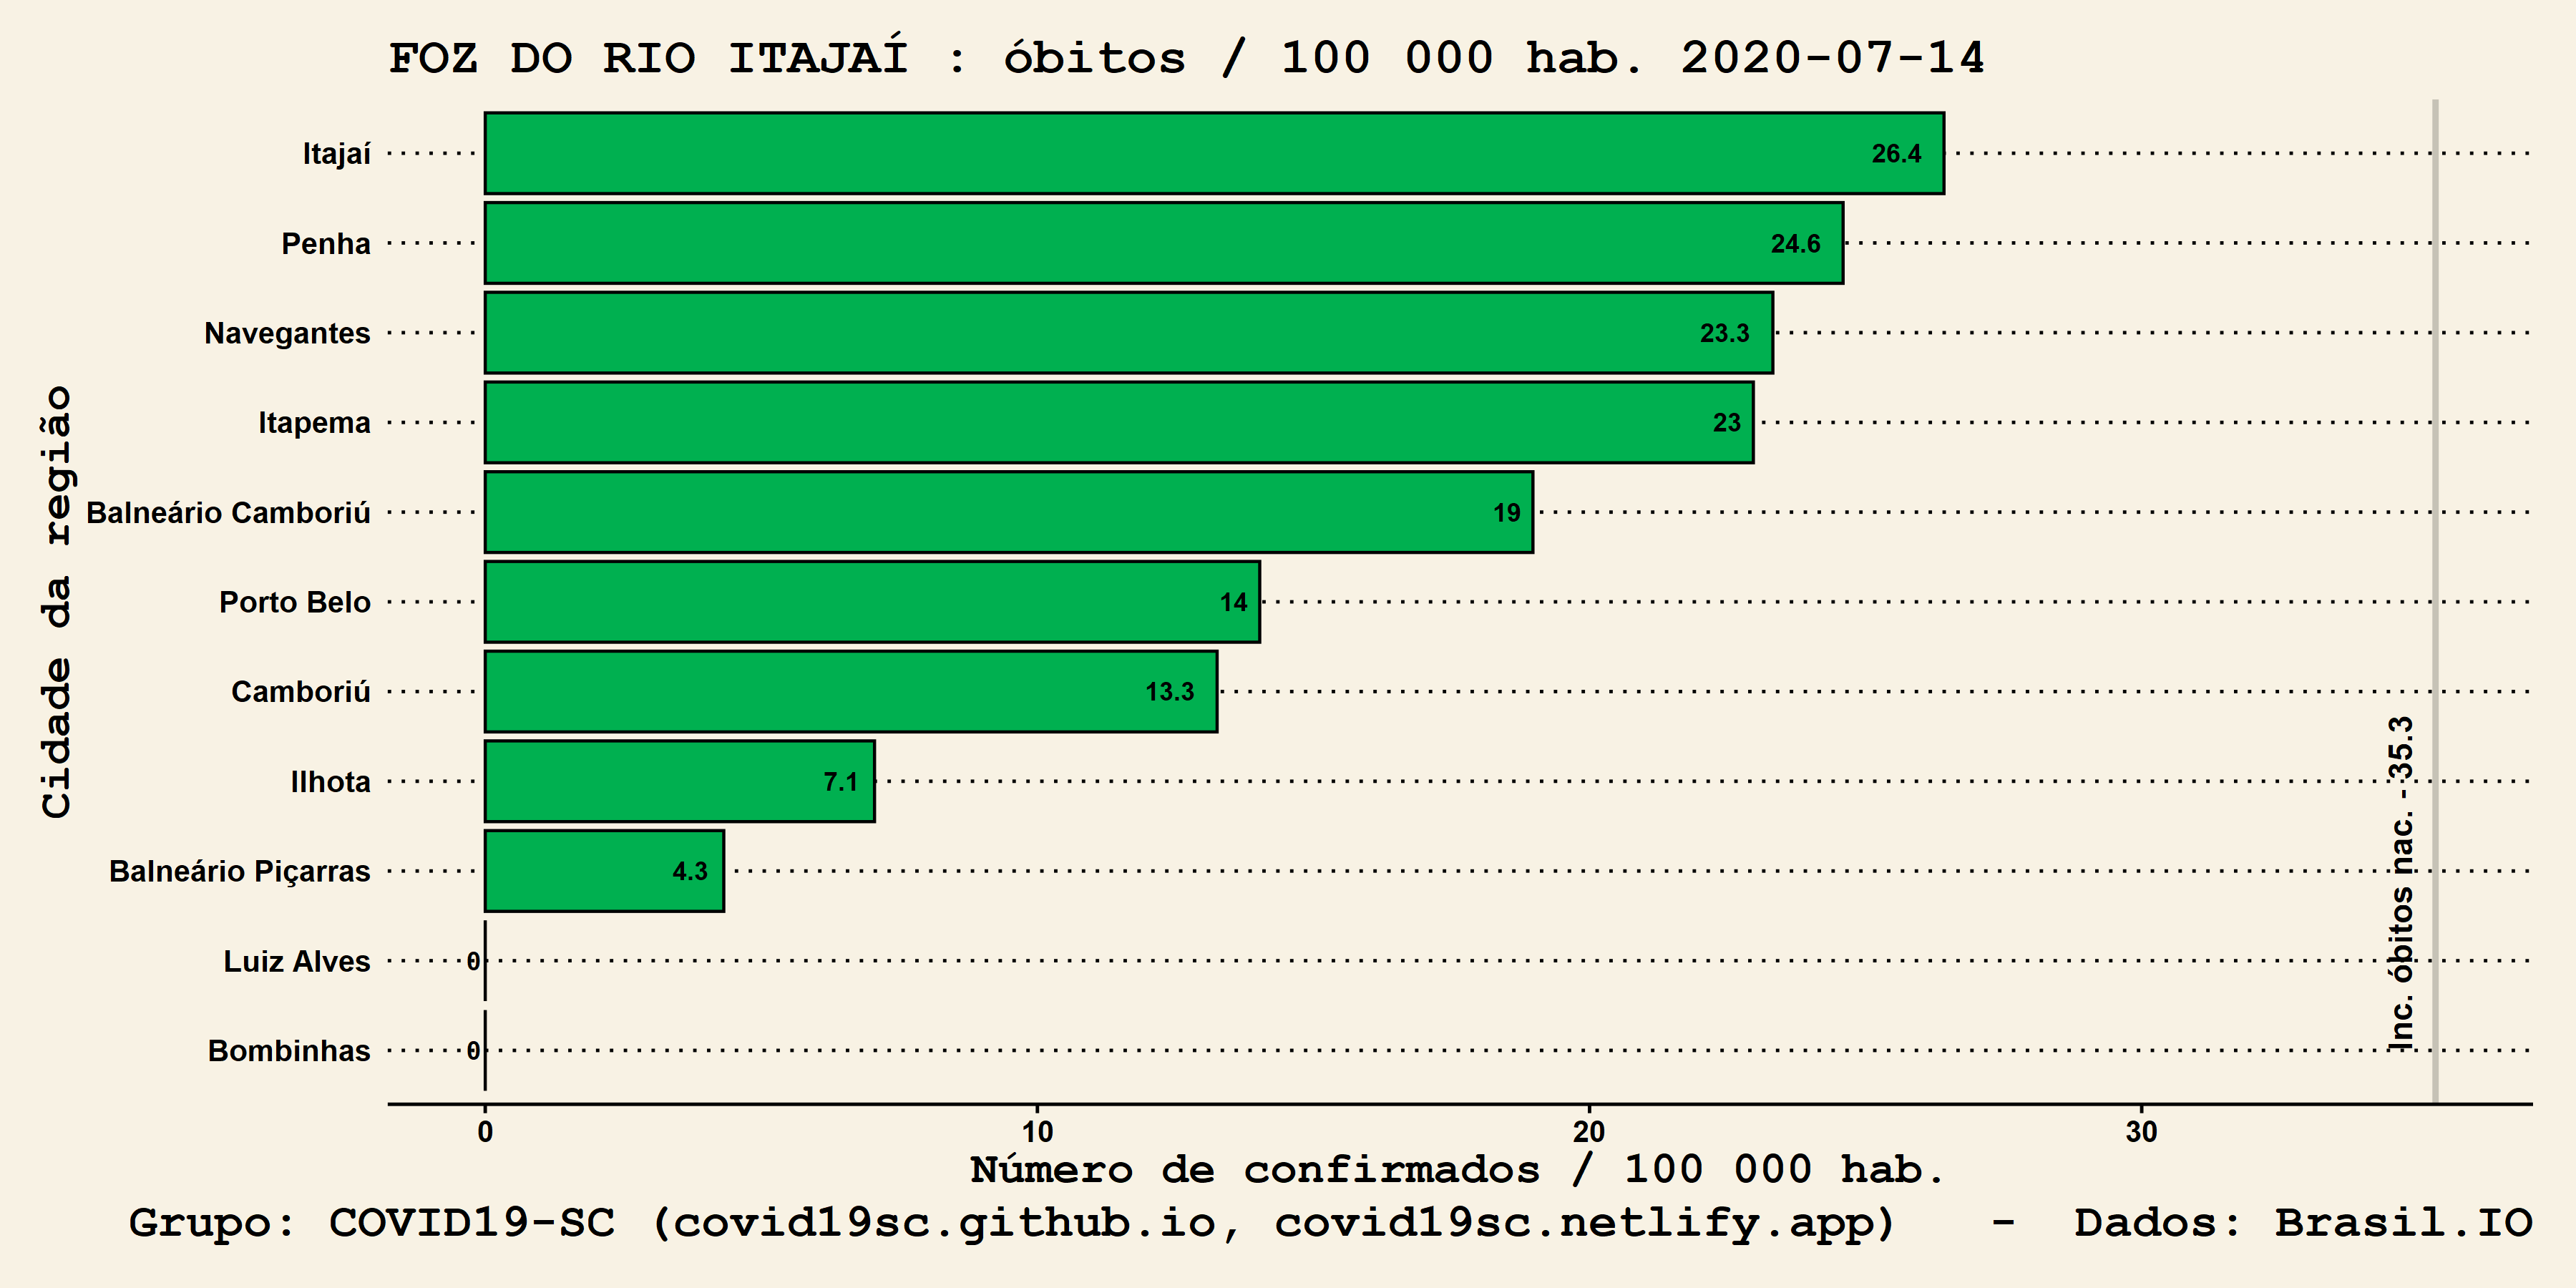 FOZ DO RIO ITAJAÍ : óbitos / 100 000 hab. 2020-07-14
Cidade da região
Itajaí 26.4
Penha 24.6
Navegantes 23.3
Itapema 23
Balneário Camboriú 19
Porto Belo 14
Camboriú 13.3
Ilhota 7.1
Balneário Piçarras 4.3
Luiz Alves 0
Bombinhas 0
Inc. óbitos nac. - 35.3
0 10 20 30
Número de confirmados / 100 000 hab.
Grupo: COVID19-SC (covid19sc.github.io, covid19sc.netlify.app) - Dados: Brasil.IO